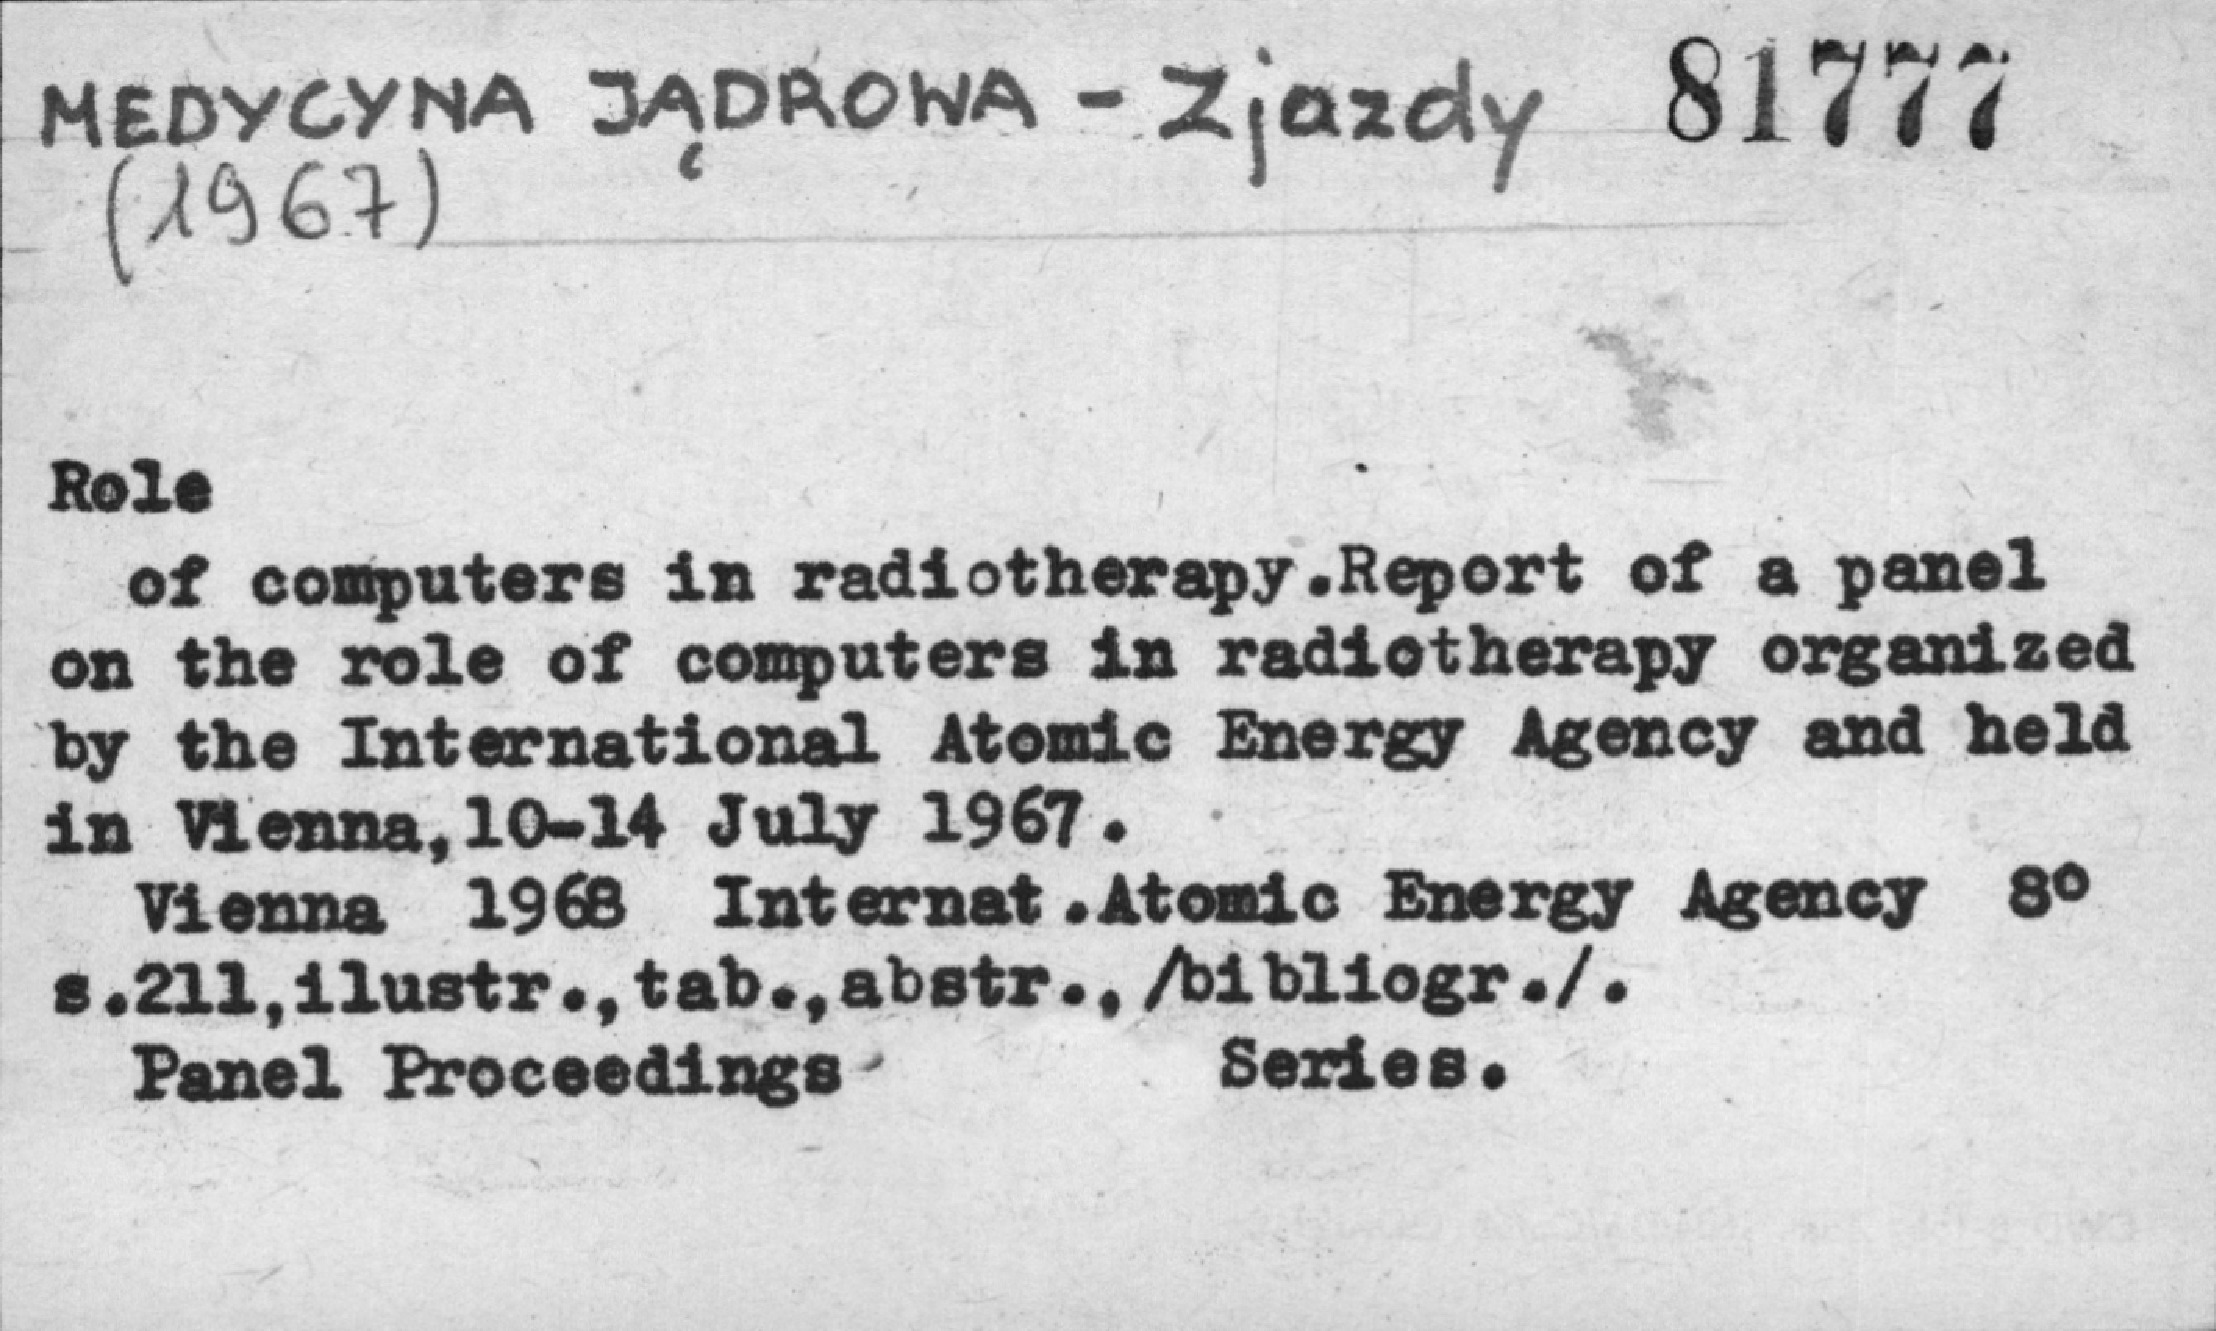 MEDYCYNA JĄDROWA - Zjazdy 81777
(1967)
Role
of computers in radiotherapy.Report of a panel
on the role of computers in radiotherapy organized
by the International Atomic Energy Agency and held
in Vienna,10-14 July 1967.
Vienna 1968 Internat.Atomic Energy Agency 8°
s.211,ilustr.,tab.,abstr.,/bibliogr./.
Panel Proceedings Series.